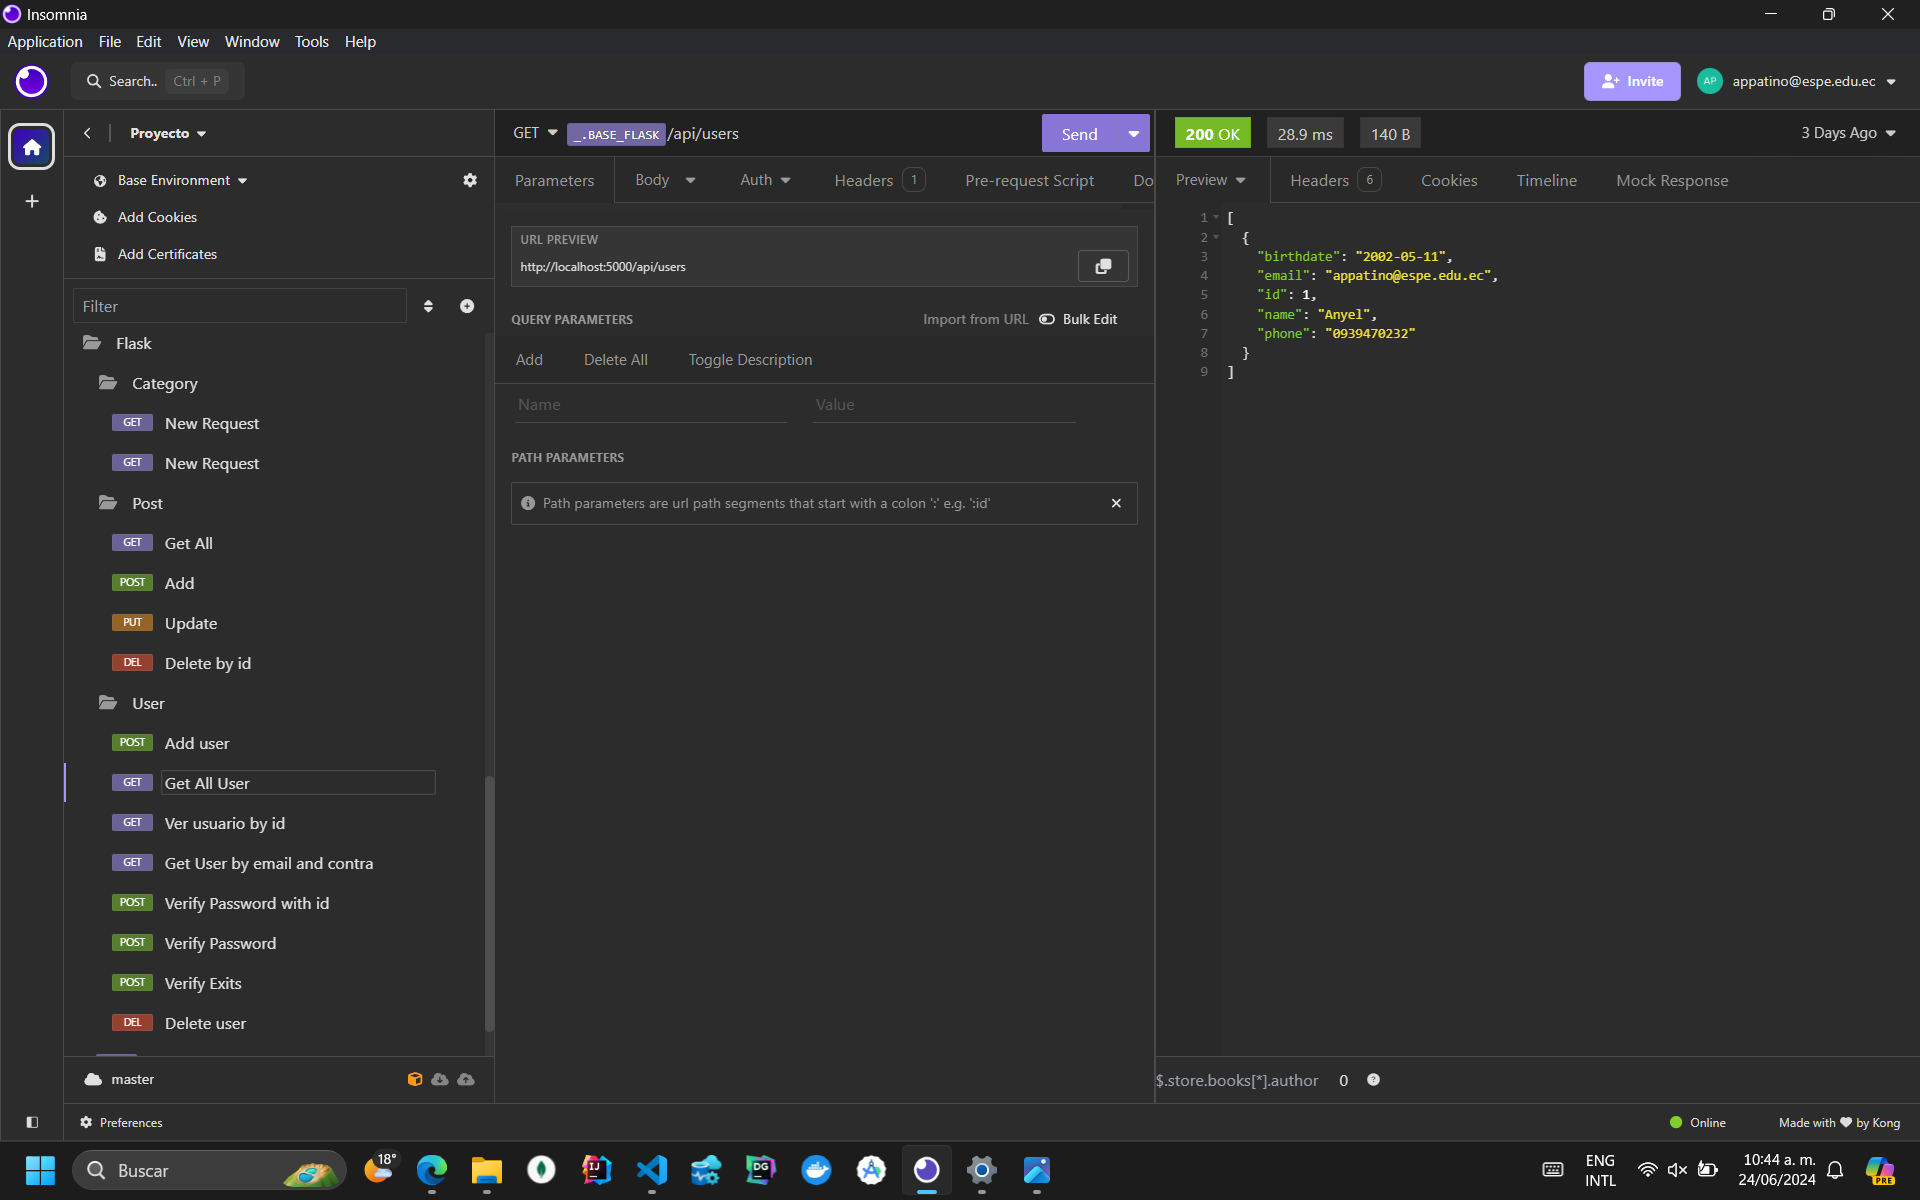 Insomnia
Application File Edit View Window Tools Help
Search.. Ctrl + P
Invite
AP appatino@espe.edu.ec
Proyecto
Base Environment
Add Cookies
Add Certificates
Filter
Flask
Category
GET New Request
GET New Request
Post
GET Get All
POST Add
PUT Update
DEL Delete by id
User
POST Add user
GET Get All User
GET Ver usuario by id
GET Get User by email and contra
POST Verify Password with id
POST Verify Password
POST Verify Exits
DEL Delete user
master
GET _.BASE_FLASK /api/users
Send
Parameters Body Auth Headers 1 Pre-request Script Do
URL PREVIEW
http://localhost:5000/api/users
QUERY PARAMETERS Import from URL Bulk Edit
Add Delete All Toggle Description
Name Value
PATH PARAMETERS
Path parameters are url path segments that start with a colon ':' e.g. ':id'
200 OK 28.9 ms 140 B 3 Days Ago
Preview Headers 6 Cookies Timeline Mock Response
1 [
2 {
3 "birthdate": "2002-05-11",
4 "email": "appatino@espe.edu.ec",
5 "id": 1,
6 "name": "Anyel",
7 "phone": "0939470232"
8 }
9 ]
$.store.books[*].author 0
Preferences
Online Made with by Kong
Buscar
18°
IJ
DG
ENG
INTL
10:44 a. m.
24/06/2024
PRE